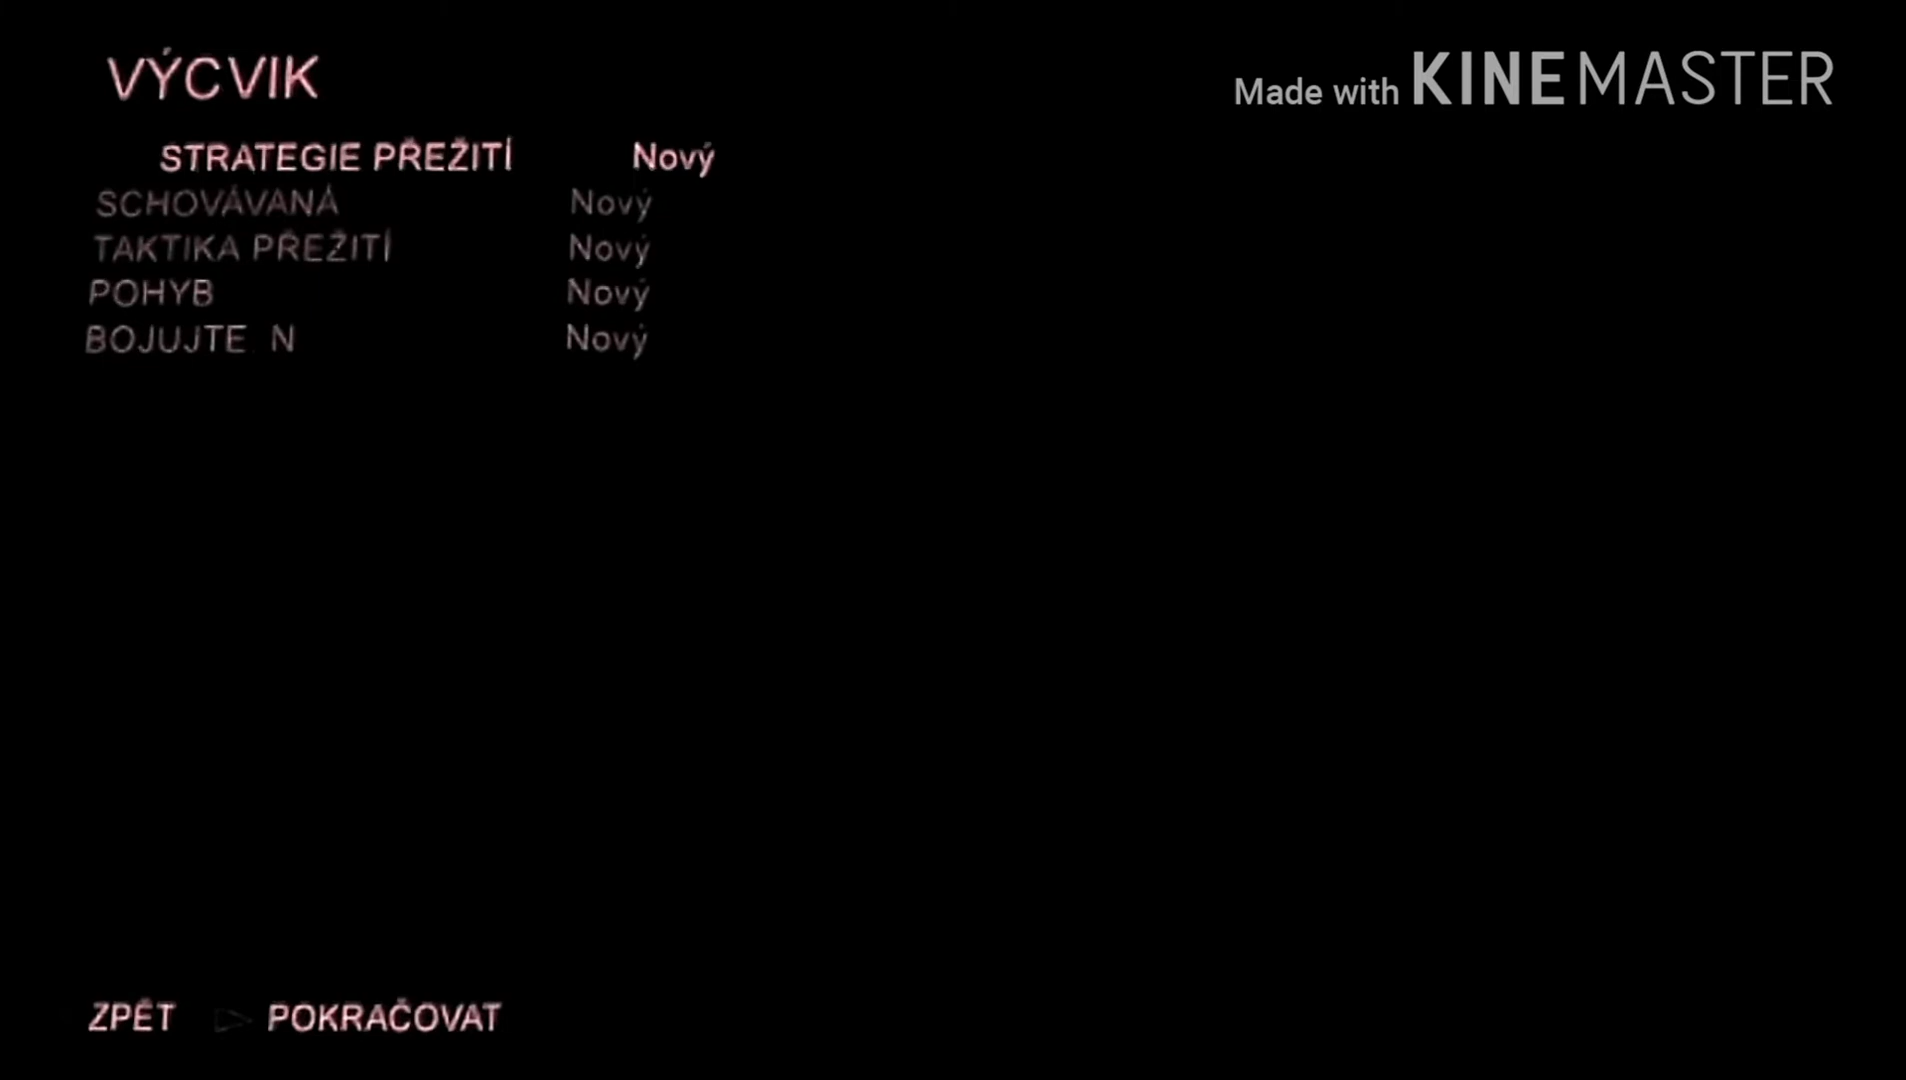 VÝCVIK
Made with KINEMASTER
STRATEGIE PŘEŽITÍ Nový
SCHOVÁVANÁ Nový
TAKTIKA PŘEŽITÍ Nový
POHYB Nový
BOJUJTE N Nový
ZPĚT POKRAČOVAT